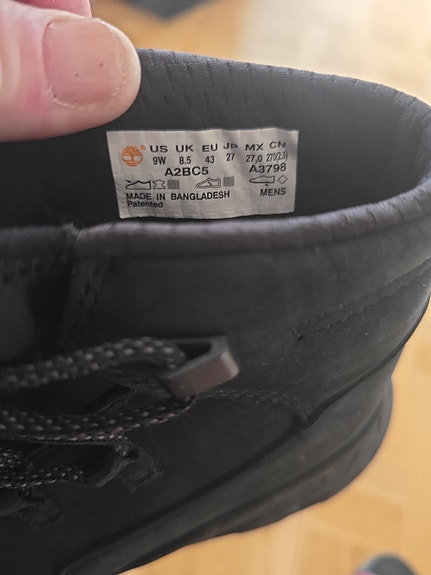 US UK EU JP MX CN
9W 8.5 43 27 27,0 270(2.5)
A2BC5 A3798
MADE IN BANGLADESH MENS
Patented